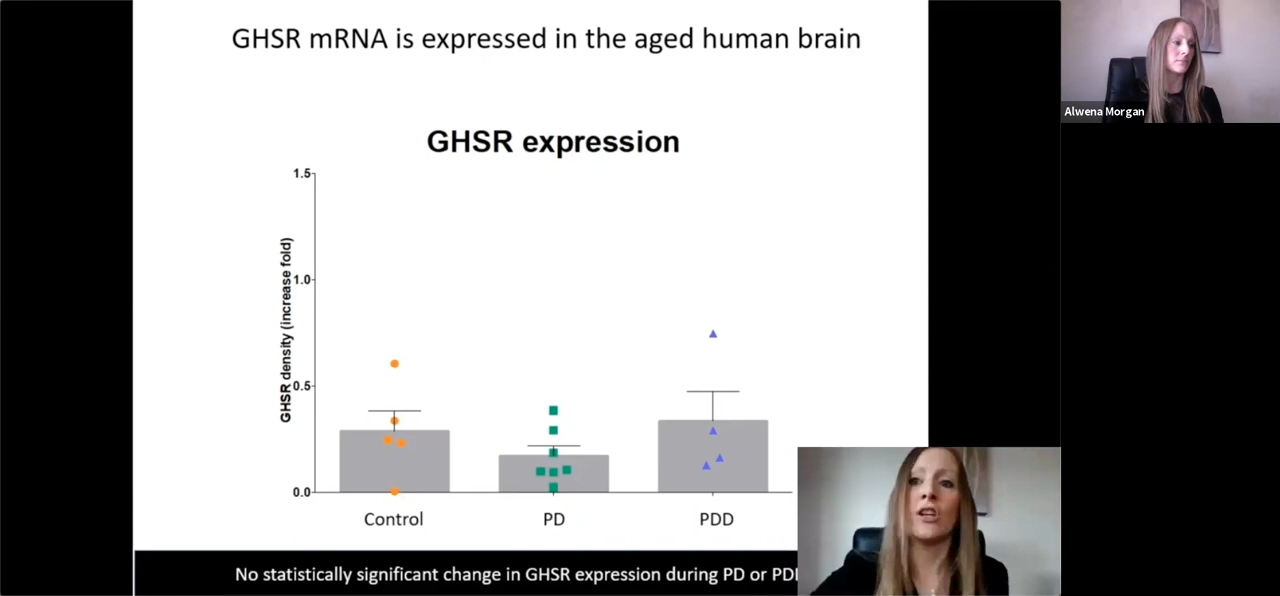 GHSR mRNA is expressed in the aged human brain
Alwena Morgan
GHSR expression
GHSR density (increase fold)
1.5
1.0
0.5
0.0
Control PD PDD
No statistically significant change in GHSR expression during PD or